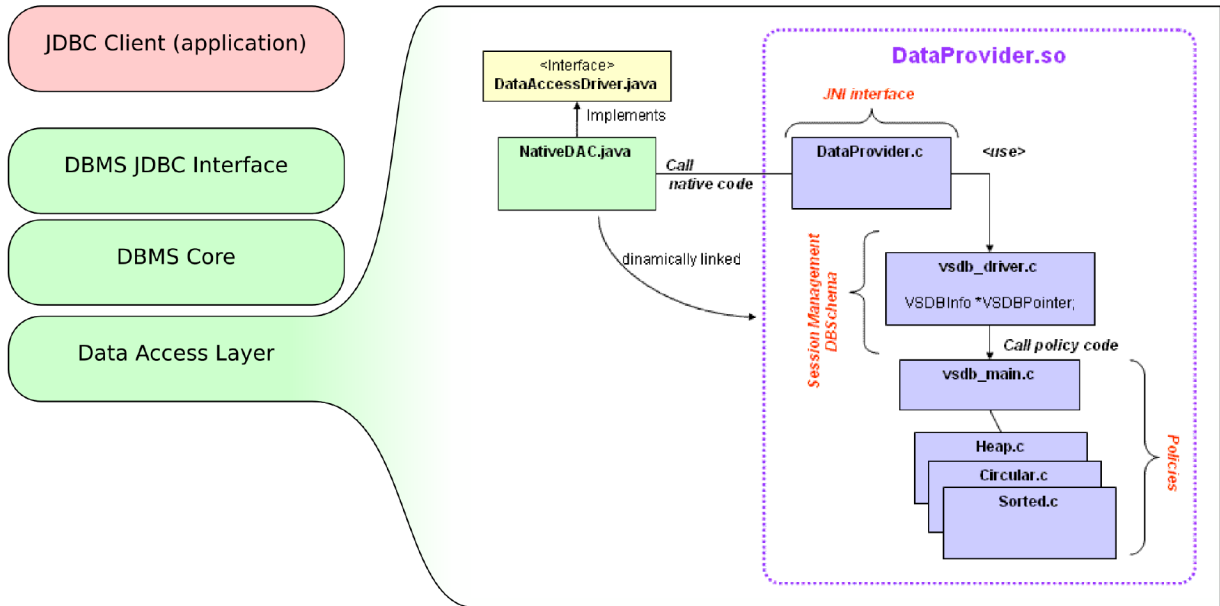 JDBC Client (application)
DBMS JDBC Interface
DBMS Core
Data Access Layer
<Interface>
DataAccessDriver.java
Implements
NativeDAC.java
Call
native code
dinamically linked
DataProvider.so
JNI interface
DataProvider.c
<use>
Session Management
DBSchema
vsdb_driver.c
VSDBInfo *VSDBPointer;
Call policy code
vsdb_main.c
Heap.c
Circular.c
Sorted.c
Policies